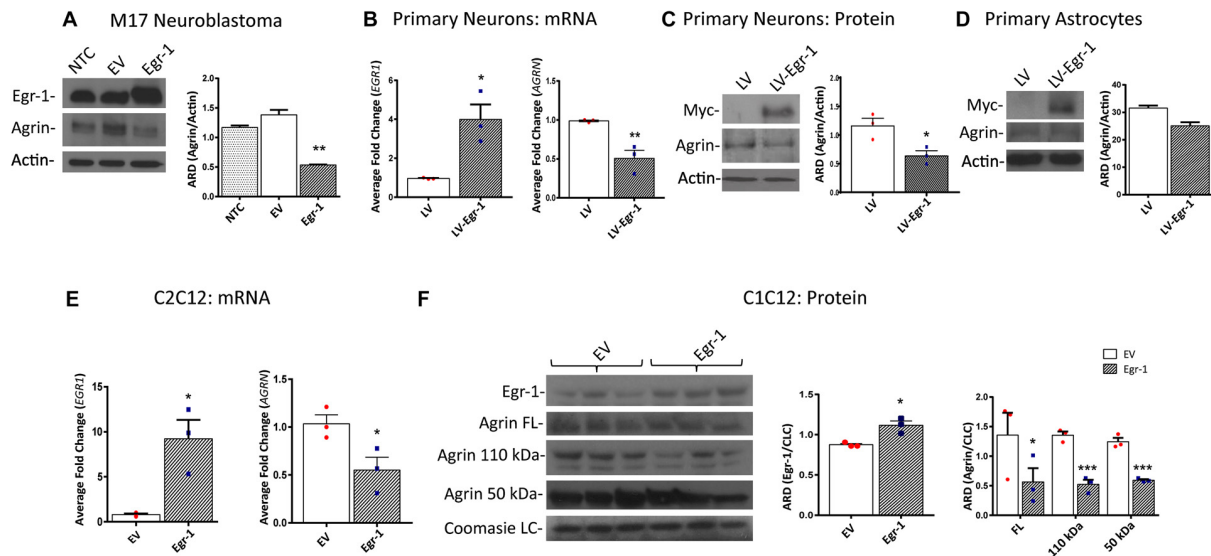 A M17 Neuroblastoma
NTC EV Egr-1
Egr-1-
Agrin-
Actin-
ARD (Agrin/Actin)
2.0
1.5
1.0
0.5
0.0
**
NTC EV Egr-1
B Primary Neurons: mRNA
Average Fold Change (EGR1)
6
4
2
0
*
LV LV-Egr-1
Average Fold Change (AGRN)
1.5
1.0
0.5
0.0
**
LV LV-Egr-1
C Primary Neurons: Protein
LV LV-Egr-1
Myc-
Agrin-
Actin-
ARD (Agrin/Actin)
2.0
1.5
1.0
0.5
0.0
*
LV LV-Egr-1
D Primary Astrocytes
LV LV-Egr-1
Myc-
Agrin-
Actin-
ARD (Agrin/Actin)
40
30
20
10
0
LV LV-Egr-1
E C2C12: mRNA
Average Fold Change (EGR1)
15
10
5
0
*
EV Egr-1
Average Fold Change (AGRN)
1.5
1.0
0.5
0.0
*
EV Egr-1
F C1C12: Protein
EV Egr-1
Egr-1-
Agrin FL-
Agrin 110 kDa-
Agrin 50 kDa-
Coomasie LC-
ARD (Egr-1/CLC)
1.5
1.0
0.5
0.0
*
EV Egr-1
EV
Egr-1
ARD (Agrin/CLC)
2.0
1.5
1.0
0.5
0.0
* *** ***
FL 110 kDa 50 kDa